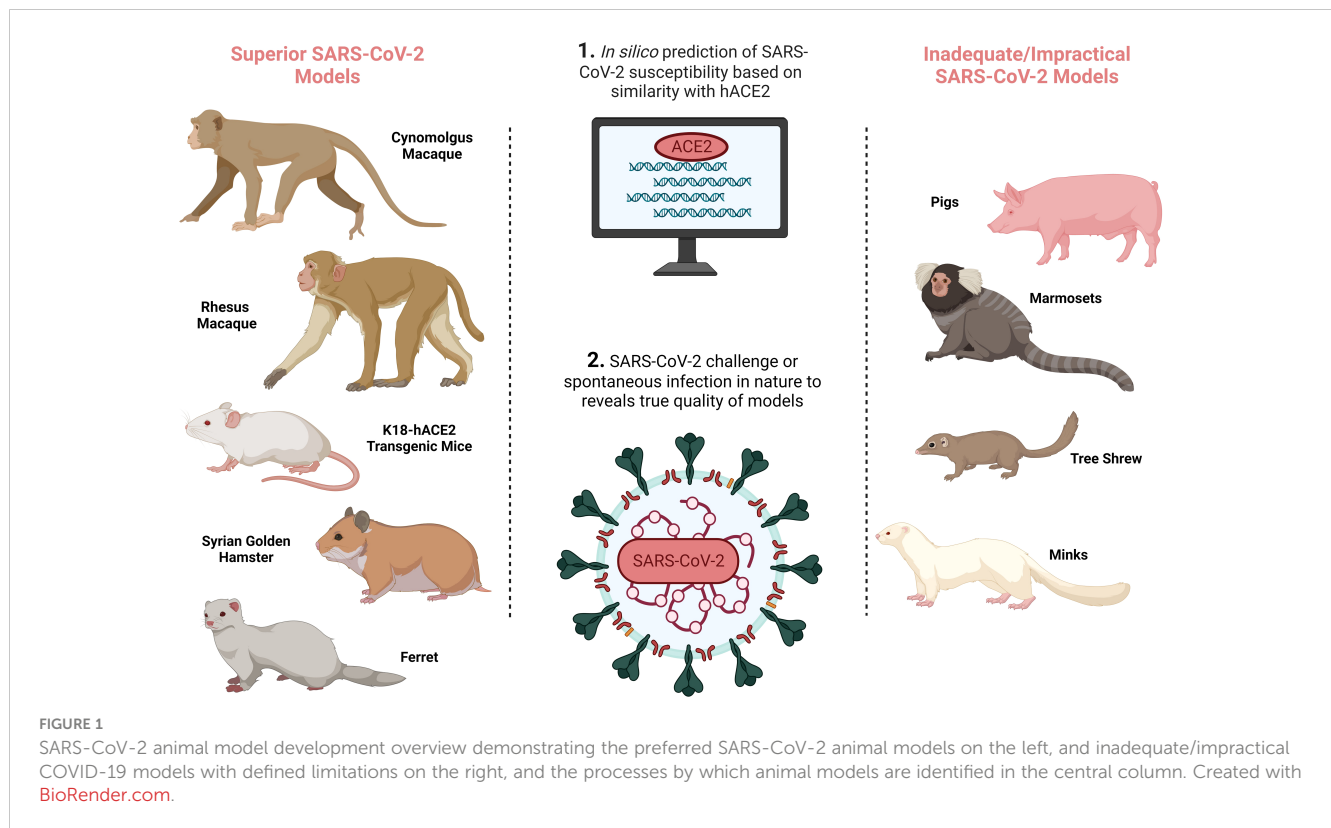 Superior SARS-CoV-2
Models
Cynomolgus
Macaque
Rhesus
Macaque
K18-hACE2
Transgenic Mice
Syrian Golden
Hamster
Ferret
1. In silico prediction of SARS-
CoV-2 susceptibility based on
similarity with hACE2
ACE2
2. SARS-CoV-2 challenge or
spontaneous infection in nature to
reveals true quality of models
SARS-CoV-2
Inadequate/Impractical
SARS-CoV-2 Models
Pigs
Marmosets
Tree Shrew
Minks
FIGURE 1
SARS-CoV-2 animal model development overview demonstrating the preferred SARS-CoV-2 animal models on the left, and inadequate/impractical
COVID-19 models with defined limitations on the right, and the processes by which animal models are identified in the central column. Created with
BioRender.com.